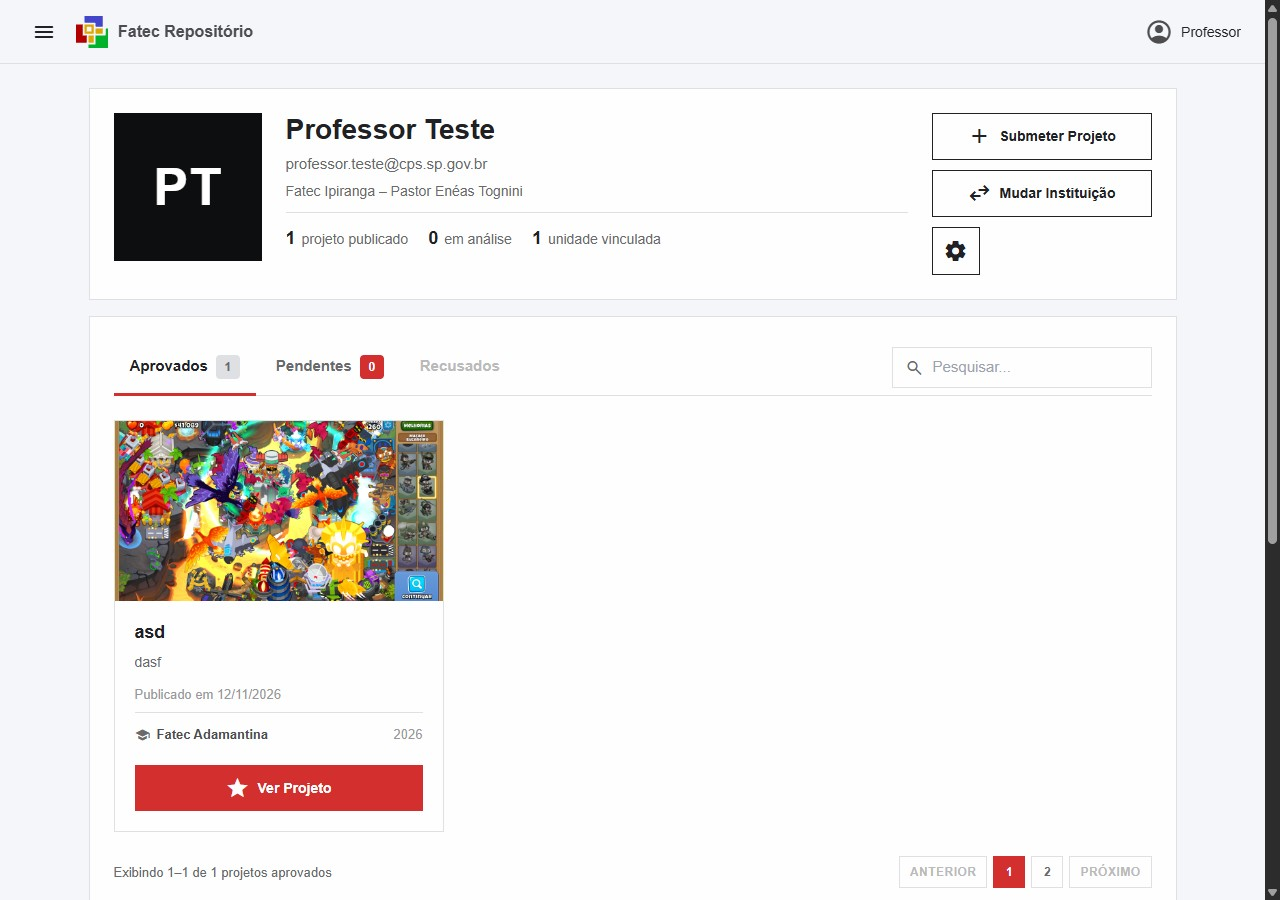 Fatec Repositório
Professor
PT
Professor Teste
professor.teste@cps.sp.gov.br
Fatec Ipiranga – Pastor Enéas Tognini
1 projeto publicado 0 em análise 1 unidade vinculada
Submeter Projeto
Mudar Instituição
Aprovados 1 Pendentes 0 Recusados
Pesquisar...
MELHORIAS
CONTINUAR
asd
dasf
Publicado em 12/11/2026
Fatec Adamantina 2026
Ver Projeto
Exibindo 1–1 de 1 projetos aprovados
ANTERIOR 1 2 PRÓXIMO